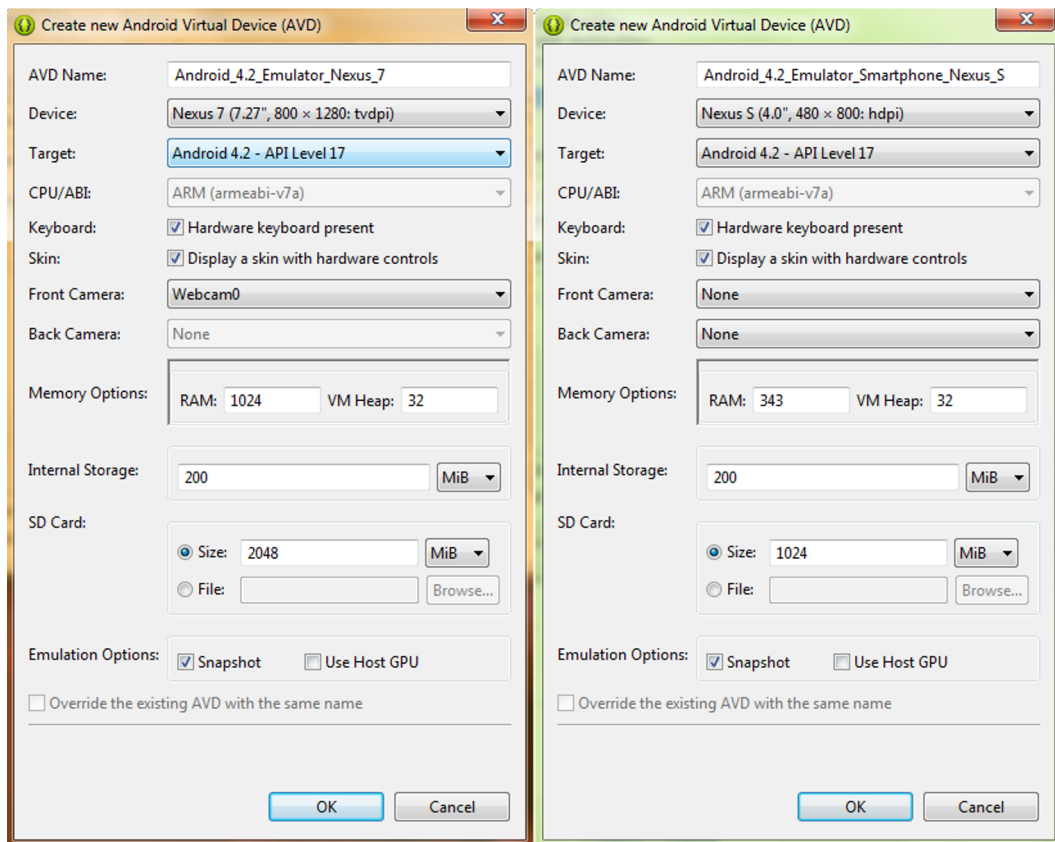 Create new Android Virtual Device (AVD)
AVD Name: Android_4.2_Emulator_Nexus_7
Device: Nexus 7 (7.27", 800 × 1280: tvdpi)
Target: Android 4.2 - API Level 17
CPU/ABI: ARM (armeabi-v7a)
Keyboard: Hardware keyboard present
Skin: Display a skin with hardware controls
Front Camera: Webcam0
Back Camera: None
Memory Options: RAM: 1024 VM Heap: 32
Internal Storage: 200 MiB
SD Card:
Size: 2048 MiB
File: Browse...
Emulation Options: Snapshot Use Host GPU
Override the existing AVD with the same name
OK Cancel
Create new Android Virtual Device (AVD)
AVD Name: Android_4.2_Emulator_Smartphone_Nexus_S
Device: Nexus S (4.0", 480 × 800: hdpi)
Target: Android 4.2 - API Level 17
CPU/ABI: ARM (armeabi-v7a)
Keyboard: Hardware keyboard present
Skin: Display a skin with hardware controls
Front Camera: None
Back Camera: None
Memory Options: RAM: 343 VM Heap: 32
Internal Storage: 200 MiB
SD Card:
Size: 1024 MiB
File: Browse...
Emulation Options: Snapshot Use Host GPU
Override the existing AVD with the same name
OK Cancel